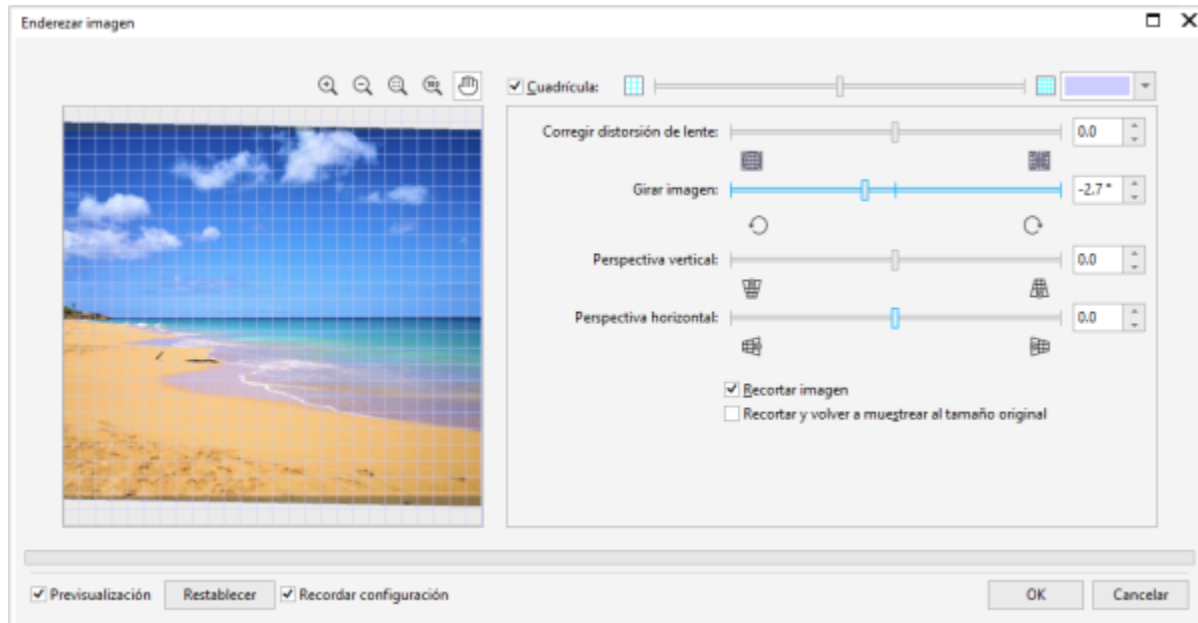 Enderezar imagen
Cuadrícula:
Corregir distorsión de lente: 0.0
Girar imagen: -2.7 °
Perspectiva vertical: 0.0
Perspectiva horizontal: 0.0
Recortar imagen
Recortar y volver a muestrear al tamaño original
Previsualización Restablecer Recordar configuración OK Cancelar